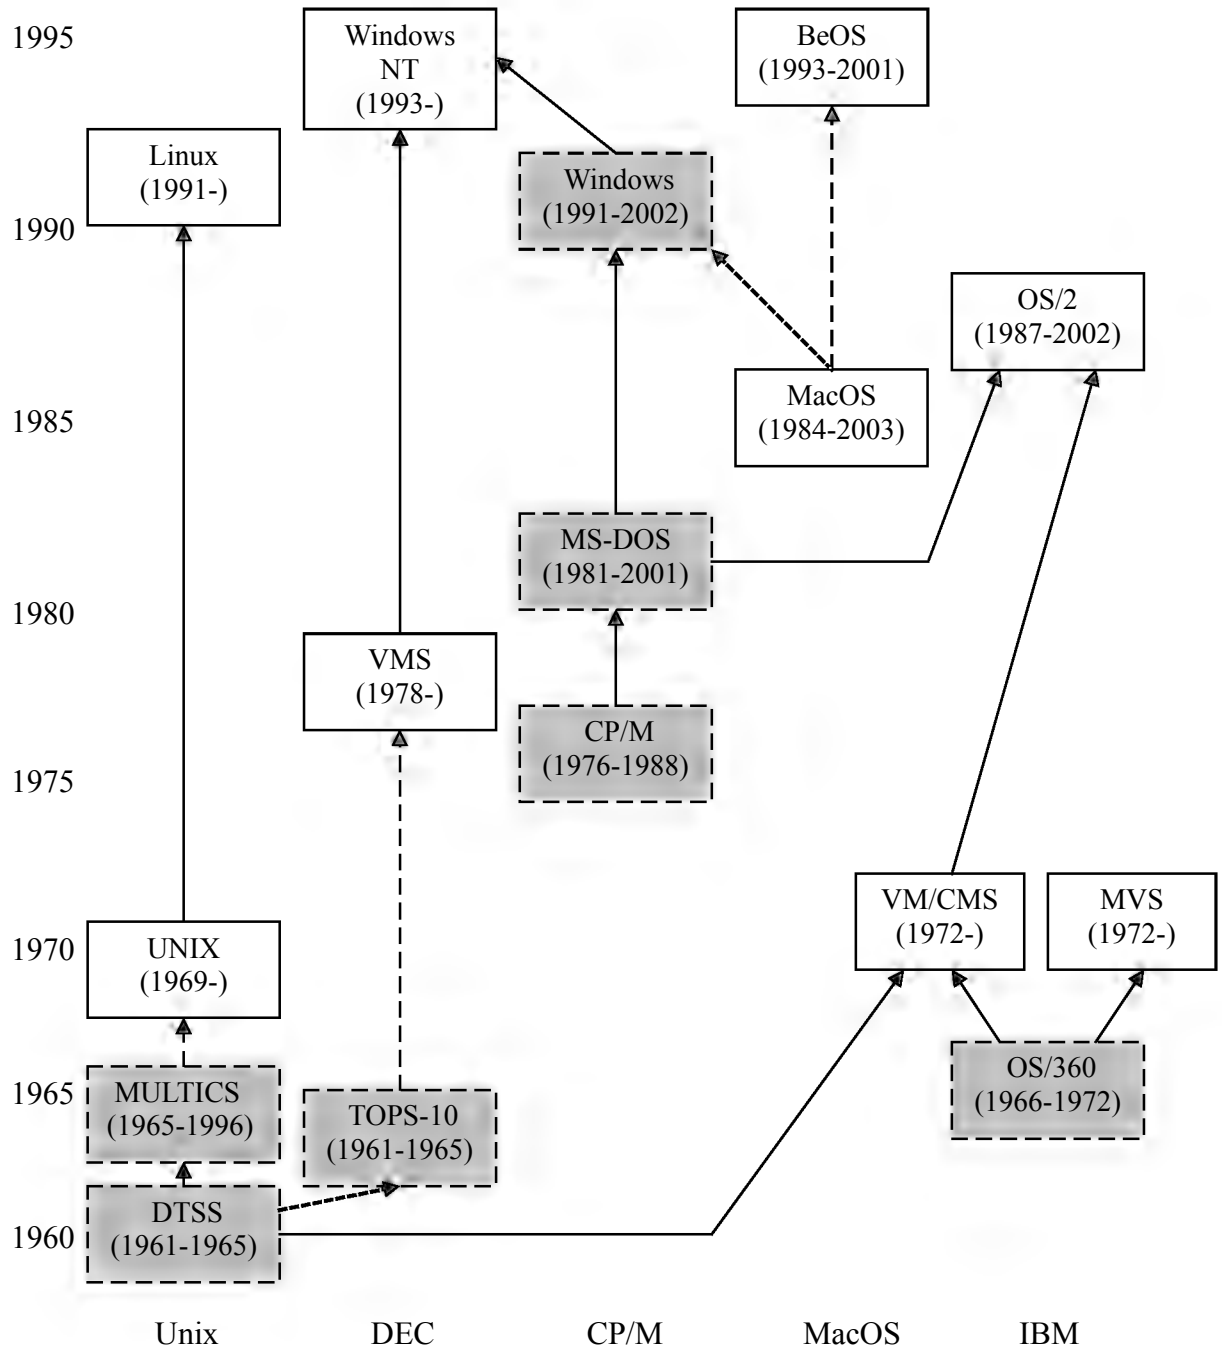 1995
Windows
NT
(1993-)
BeOS
(1993-2001)
Linux
(1991-)
Windows
(1991-2002)
1990
OS/2
(1987-2002)
MacOS
(1984-2003)
1985
MS-DOS
(1981-2001)
1980
VMS
(1978-)
CP/M
(1976-1988)
1975
VM/CMS
(1972-)
MVS
(1972-)
1970
UNIX
(1969-)
OS/360
(1966-1972)
1965
MULTICS
(1965-1996)
TOPS-10
(1961-1965)
DTSS
(1961-1965)
1960
Unix DEC CP/M MacOS IBM